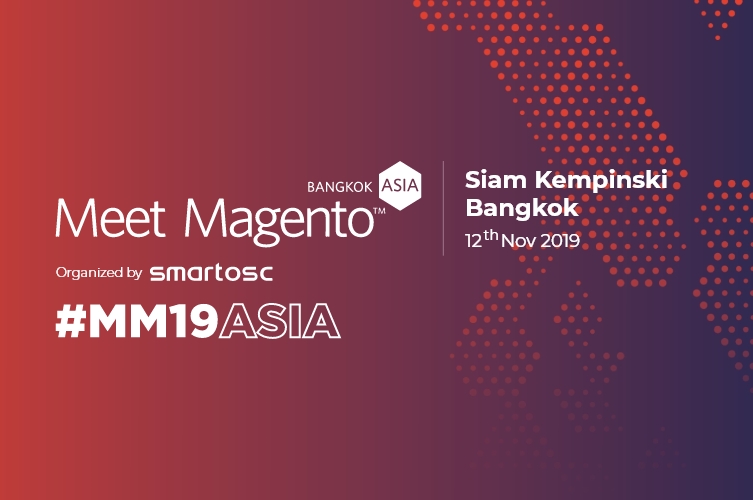 BANGKOK ASIA
Meet Magento™
Organized by smartosc
#MM19ASIA
Siam Kempinski
Bangkok
12th Nov 2019